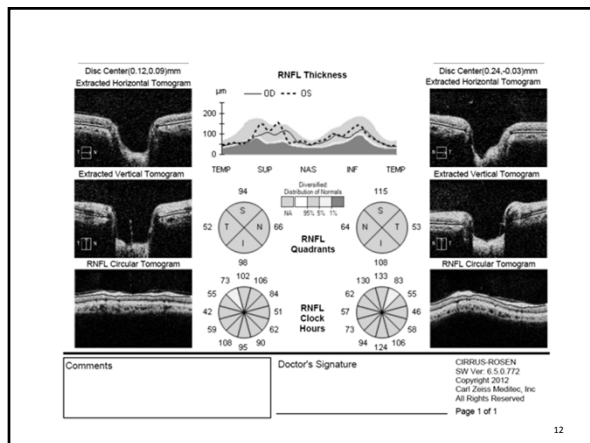 Disc Center(0.12,0.09)mm
Extracted Horizontal Tomogram
RNFL Thickness
Disc Center(0.24,-0.03)mm
Extracted Horizontal Tomogram
µm
OD OS
200
100
0
TEMP SUP NAS INF TEMP
T N
N T
Extracted Vertical Tomogram
Extracted Vertical Tomogram
Diversified
Distribution of Normals
NA 95% 5% 1%
94
S
52 T N 66
I
98
RNFL
Quadrants
115
S
64 N T 53
I
108
RNFL Circular Tomogram
RNFL Circular Tomogram
102
73 106
55 84
42 51
59 62
108 90
95
RNFL
Clock
Hours
133
130 83
62 55
57 46
73 58
94 106
124
Comments
Doctor's Signature
CIRRUS-ROSEN
SW Ver: 6.5.0.772
Copyright 2012
Carl Zeiss Meditec, Inc
All Rights Reserved
Page 1 of 1
12